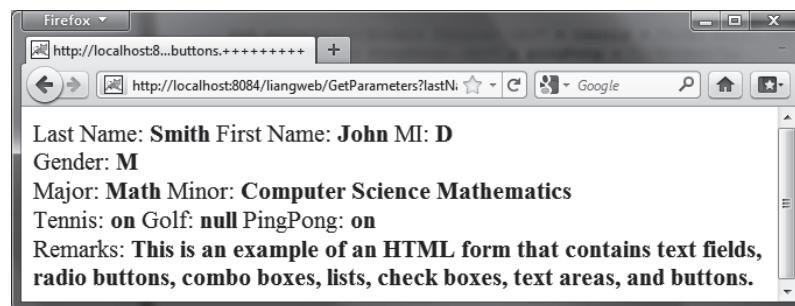 Firefox
http://localhost:8...buttons.+++++++++ +
http://localhost:8084/liangweb/GetParameters?lastNa Google
Last Name: Smith First Name: John MI: D
Gender: M
Major: Math Minor: Computer Science Mathematics
Tennis: on Golf: null PingPong: on
Remarks: This is an example of an HTML form that contains text fields,
radio buttons, combo boxes, lists, check boxes, text areas, and buttons.